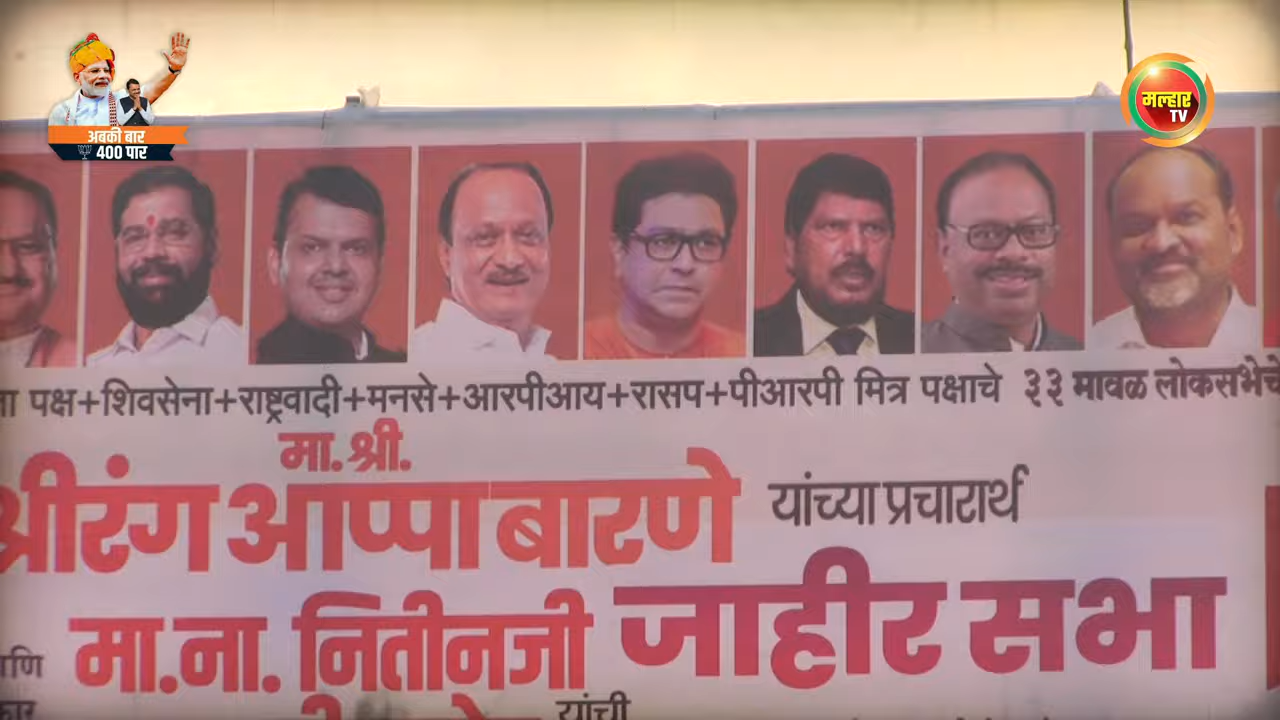 अबकी बार
400 पार
मल्हार
TV
पक्ष+शिवसेना+राष्ट्रवादी+मनसे+आरपीआय+रासप+पीआरपी मित्र पक्षाचे ३३ मावळ लोकसभेचे
मा. श्री.
श्रीरंग आप्पा बारणे यांच्या प्रचारार्थ
मा.ना. नितीनजी जाहीर सभा
यांची